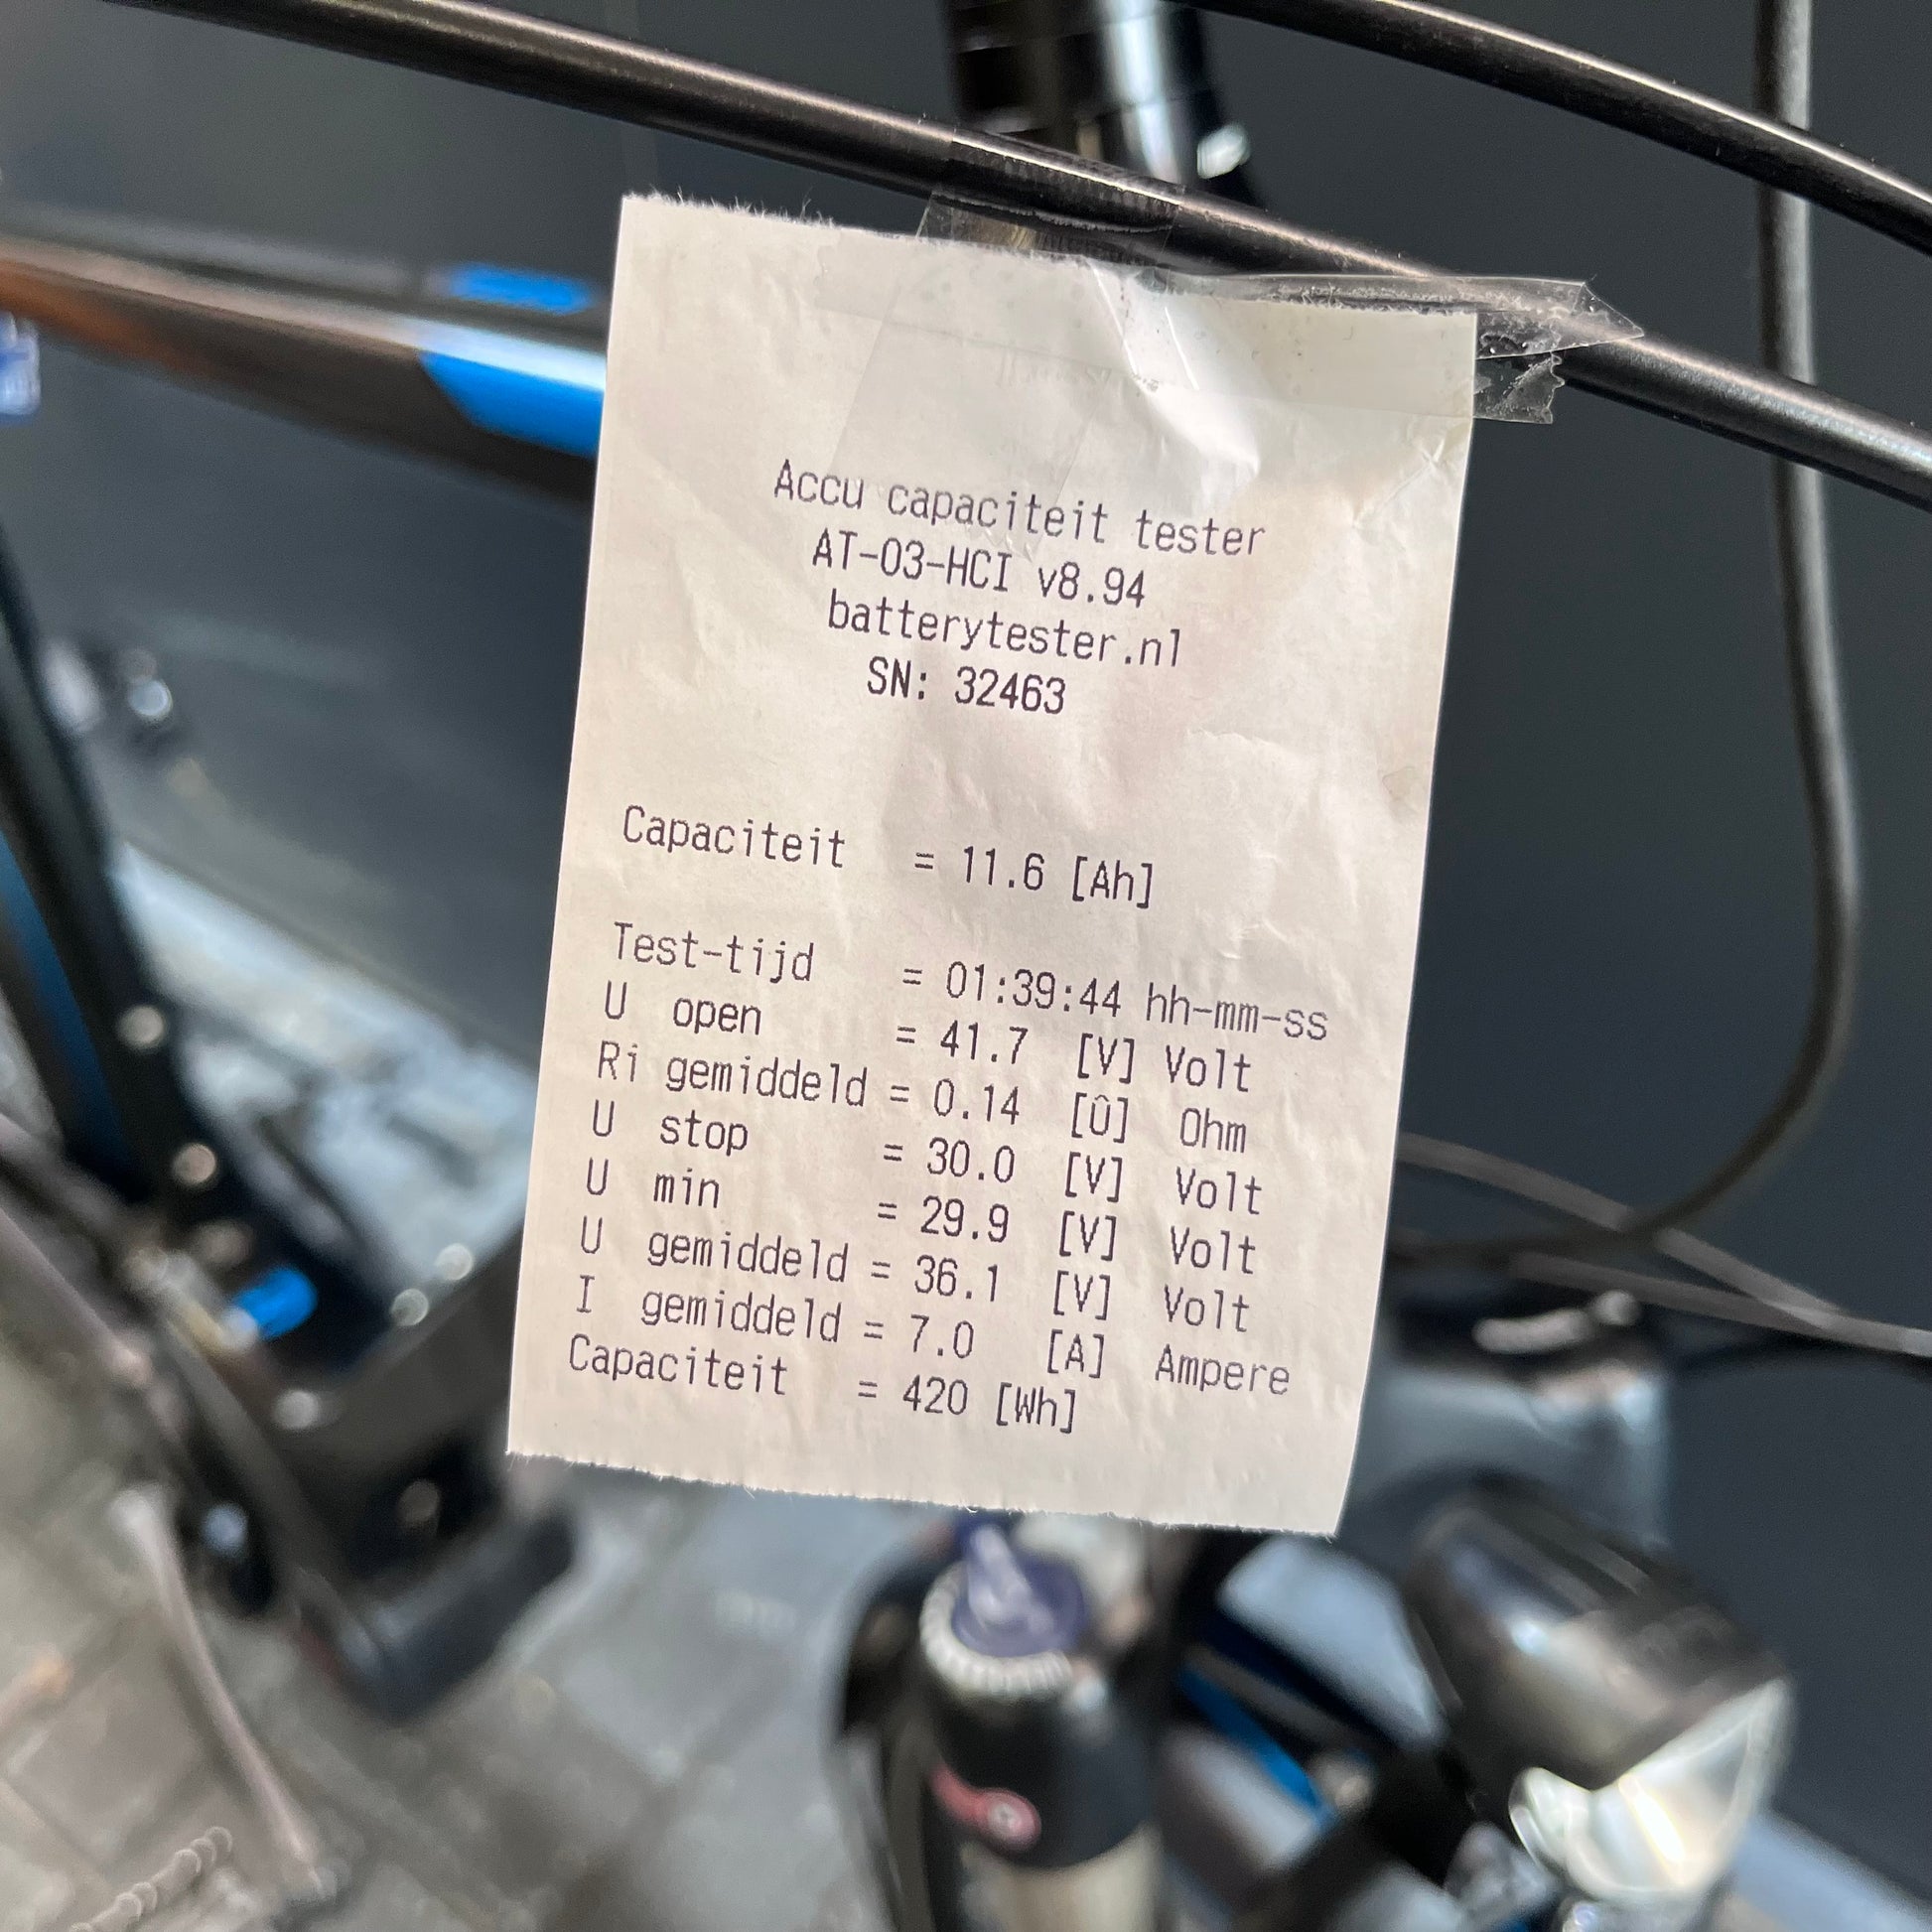 Accu capaciteit tester
AT-03-HCI v8.94
batterytester.nl
SN: 32463
Capaciteit = 11.6 [Ah]
Test-tijd = 01:39:44 hh-mm-ss
U open = 41.7 [V] Volt
Ri gemiddeld = 0.14 [Û] Ohm
U stop = 30.0 [V] Volt
U min = 29.9 [V] Volt
U gemiddeld = 36.1 [V] Volt
I gemiddeld = 7.0 [A] Ampere
Capaciteit = 420 [Wh]